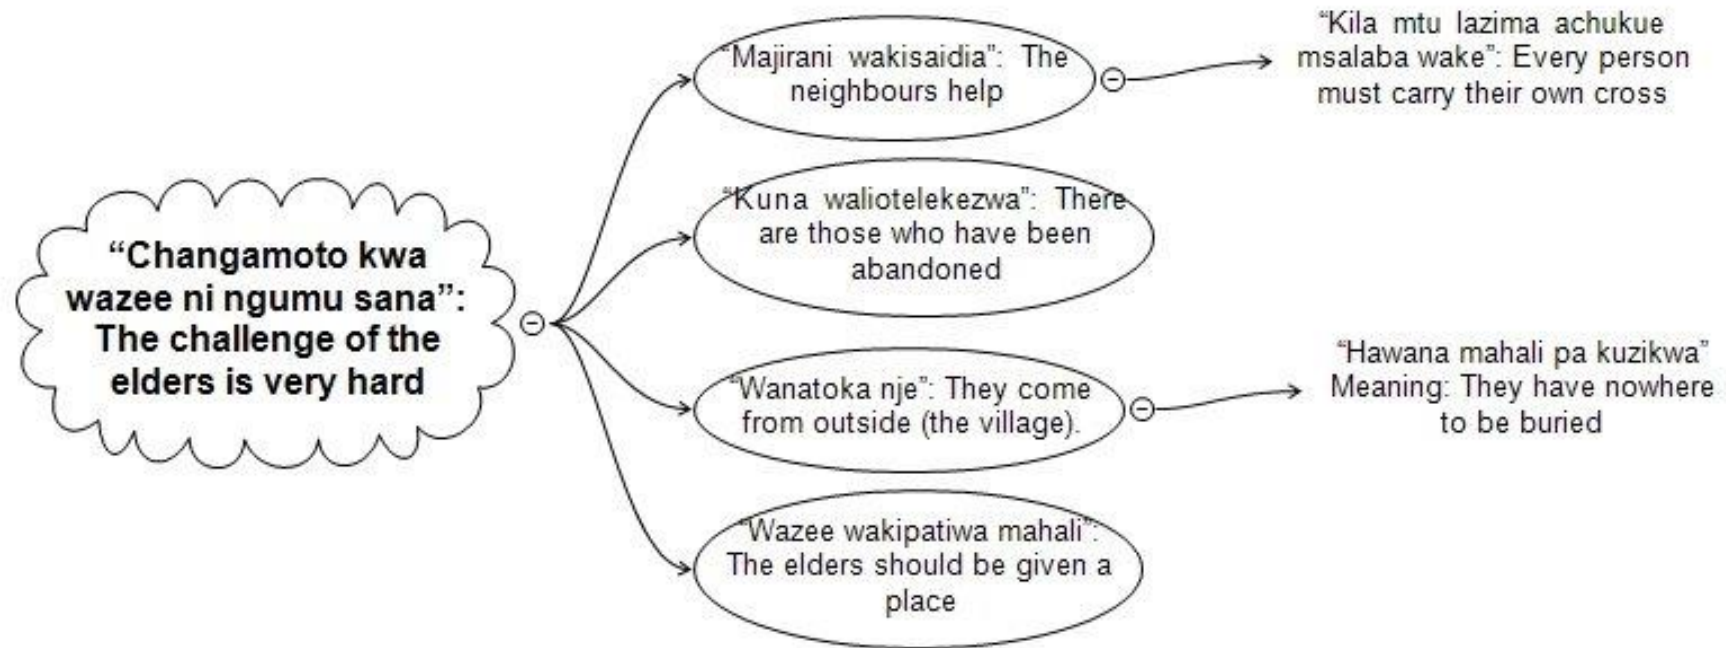 “Changamoto kwa
wazee ni ngumu sana”:
The challenge of the
elders is very hard
“Majirani wakisaidia”: The
neighbours help
“Kila mtu lazima achukue
msalaba wake”: Every person
must carry their own cross
“Kuna waliotelekezwa”: There
are those who have been
abandoned
“Wanatoka nje”: They come
from outside (the village).
“Hawana mahali pa kuzikwa”
Meaning: They have nowhere
to be buried
“Wazee wakipatiwa mahali”:
The elders should be given a
place